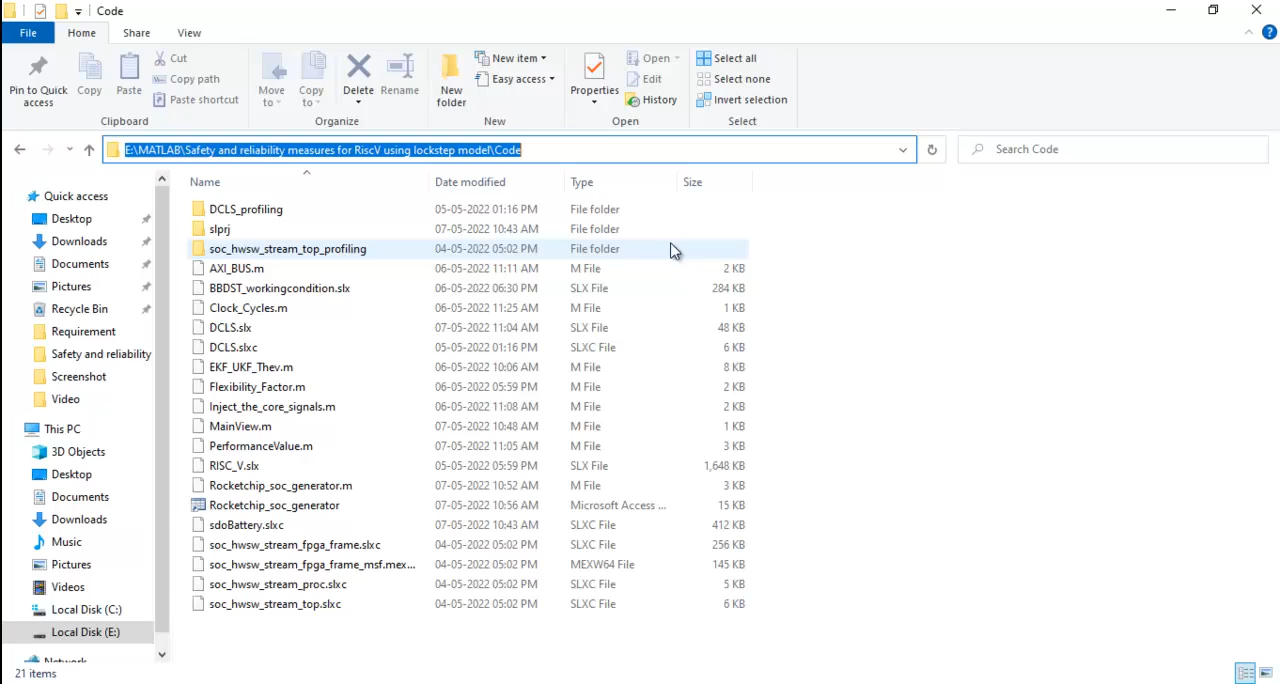 Code
File Home Share View
Pin to Quick access
Copy
Paste
Cut
Copy path
Paste shortcut
Clipboard
Move to
Copy to
Delete
Rename
Organize
New folder
New item
Easy access
New
Properties
Open
Edit
History
Open
Select all
Select none
Invert selection
Select
E:\MATLAB\Safety and reliability measures for RiscV using lockstep model\Code
Search Code
Quick access
Desktop
Downloads
Documents
Pictures
Recycle Bin
Requirement
Safety and reliability
Screenshot
Video
This PC
3D Objects
Desktop
Documents
Downloads
Music
Pictures
Videos
Local Disk (C:)
Local Disk (E:)
Network
Name Date modified Type Size
DCLS_profiling 05-05-2022 01:16 PM File folder
slprj 07-05-2022 10:43 AM File folder
soc_hwsw_stream_top_profiling 04-05-2022 05:02 PM File folder
AXI_BUS.m 06-05-2022 11:11 AM M File 2 KB
BBDST_workingcondition.slx 06-05-2022 06:30 PM SLX File 284 KB
Clock_Cycles.m 06-05-2022 11:25 AM M File 1 KB
DCLS.slx 07-05-2022 11:04 AM SLX File 48 KB
DCLS.slxc 05-05-2022 01:16 PM SLXC File 6 KB
EKF_UKF_Thev.m 06-05-2022 10:06 AM M File 8 KB
Flexibility_Factor.m 06-05-2022 05:59 PM M File 2 KB
Inject_the_core_signals.m 06-05-2022 11:08 AM M File 2 KB
MainView.m 07-05-2022 10:48 AM M File 1 KB
PerformanceValue.m 07-05-2022 11:05 AM M File 3 KB
RISC_V.slx 05-05-2022 05:59 PM SLX File 1,648 KB
Rocketchip_soc_generator.m 07-05-2022 10:52 AM M File 3 KB
Rocketchip_soc_generator 07-05-2022 10:56 AM Microsoft Access ... 15 KB
sdoBattery.slxc 07-05-2022 10:43 AM SLXC File 412 KB
soc_hwsw_stream_fpga_frame.slxc 04-05-2022 05:02 PM SLXC File 256 KB
soc_hwsw_stream_fpga_frame_msf.mex... 04-05-2022 05:02 PM MEXW64 File 145 KB
soc_hwsw_stream_proc.slxc 04-05-2022 05:02 PM SLXC File 5 KB
soc_hwsw_stream_top.slxc 04-05-2022 05:02 PM SLXC File 6 KB
21 items